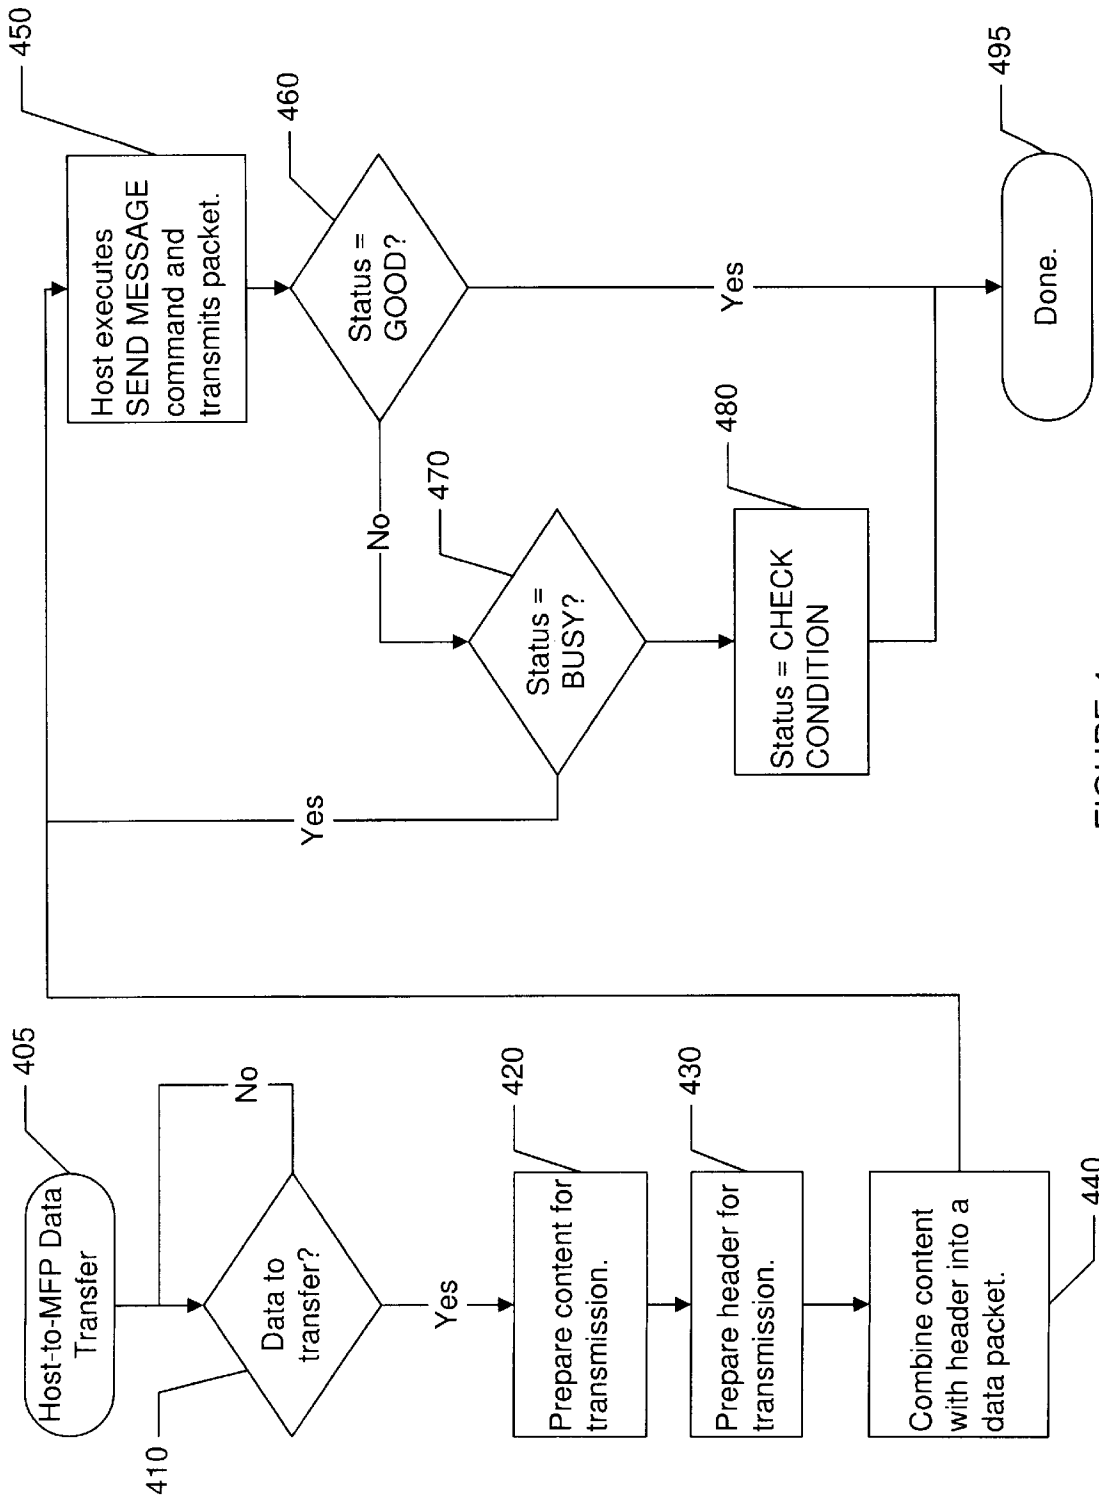 405
Host-to-MFP Data
Transfer
410
Data to
transfer?
No
Yes
420
Prepare content for
transmission.
430
Prepare header for
transmission.
440
Combine content
with header into a
data packet.
450
Host executes
SEND MESSAGE
command and
transmits packet.
460
Status =
GOOD?
No
Yes
470
Status =
BUSY?
Yes
480
Status = CHECK
CONDITION
495
Done.